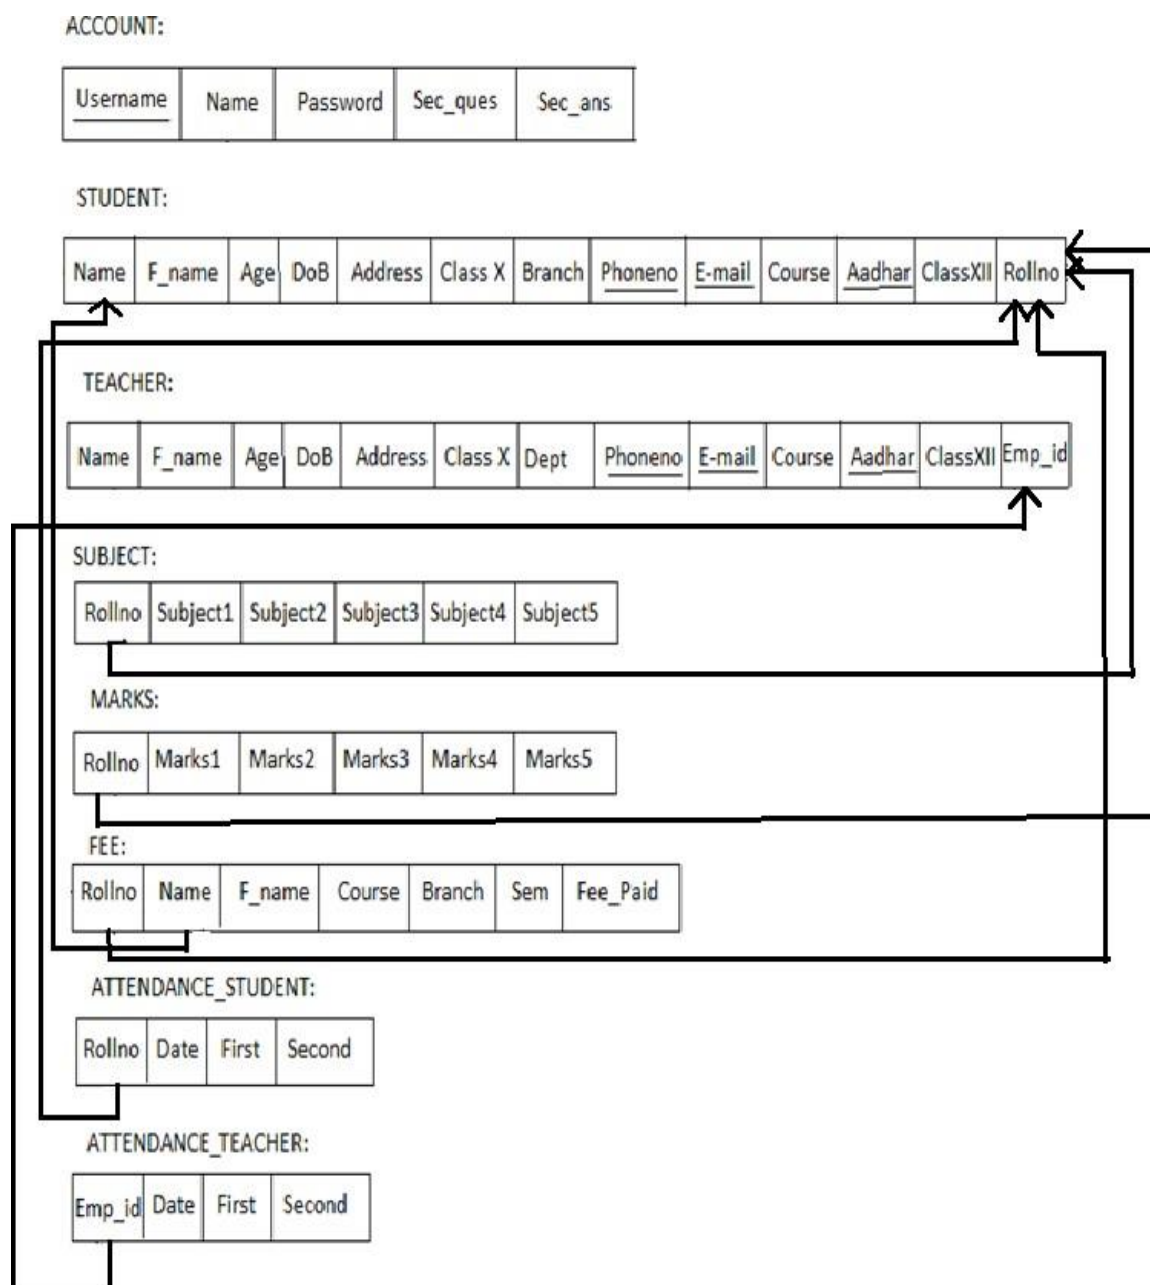 ACCOUNT:
Username Name Password Sec_ques Sec_ans
STUDENT:
Name F_name Age DoB Address Class X Branch Phoneno E-mail Course Aadhar ClassXII Rollno
TEACHER:
Name F_name Age DoB Address Class X Dept Phoneno E-mail Course Aadhar ClassXII Emp_id
SUBJECT:
Rollno Subject1 Subject2 Subject3 Subject4 Subject5
MARKS:
Rollno Marks1 Marks2 Marks3 Marks4 Marks5
FEE:
Rollno Name F_name Course Branch Sem Fee_Paid
ATTENDANCE_STUDENT:
Rollno Date First Second
ATTENDANCE_TEACHER:
Emp_id Date First Second